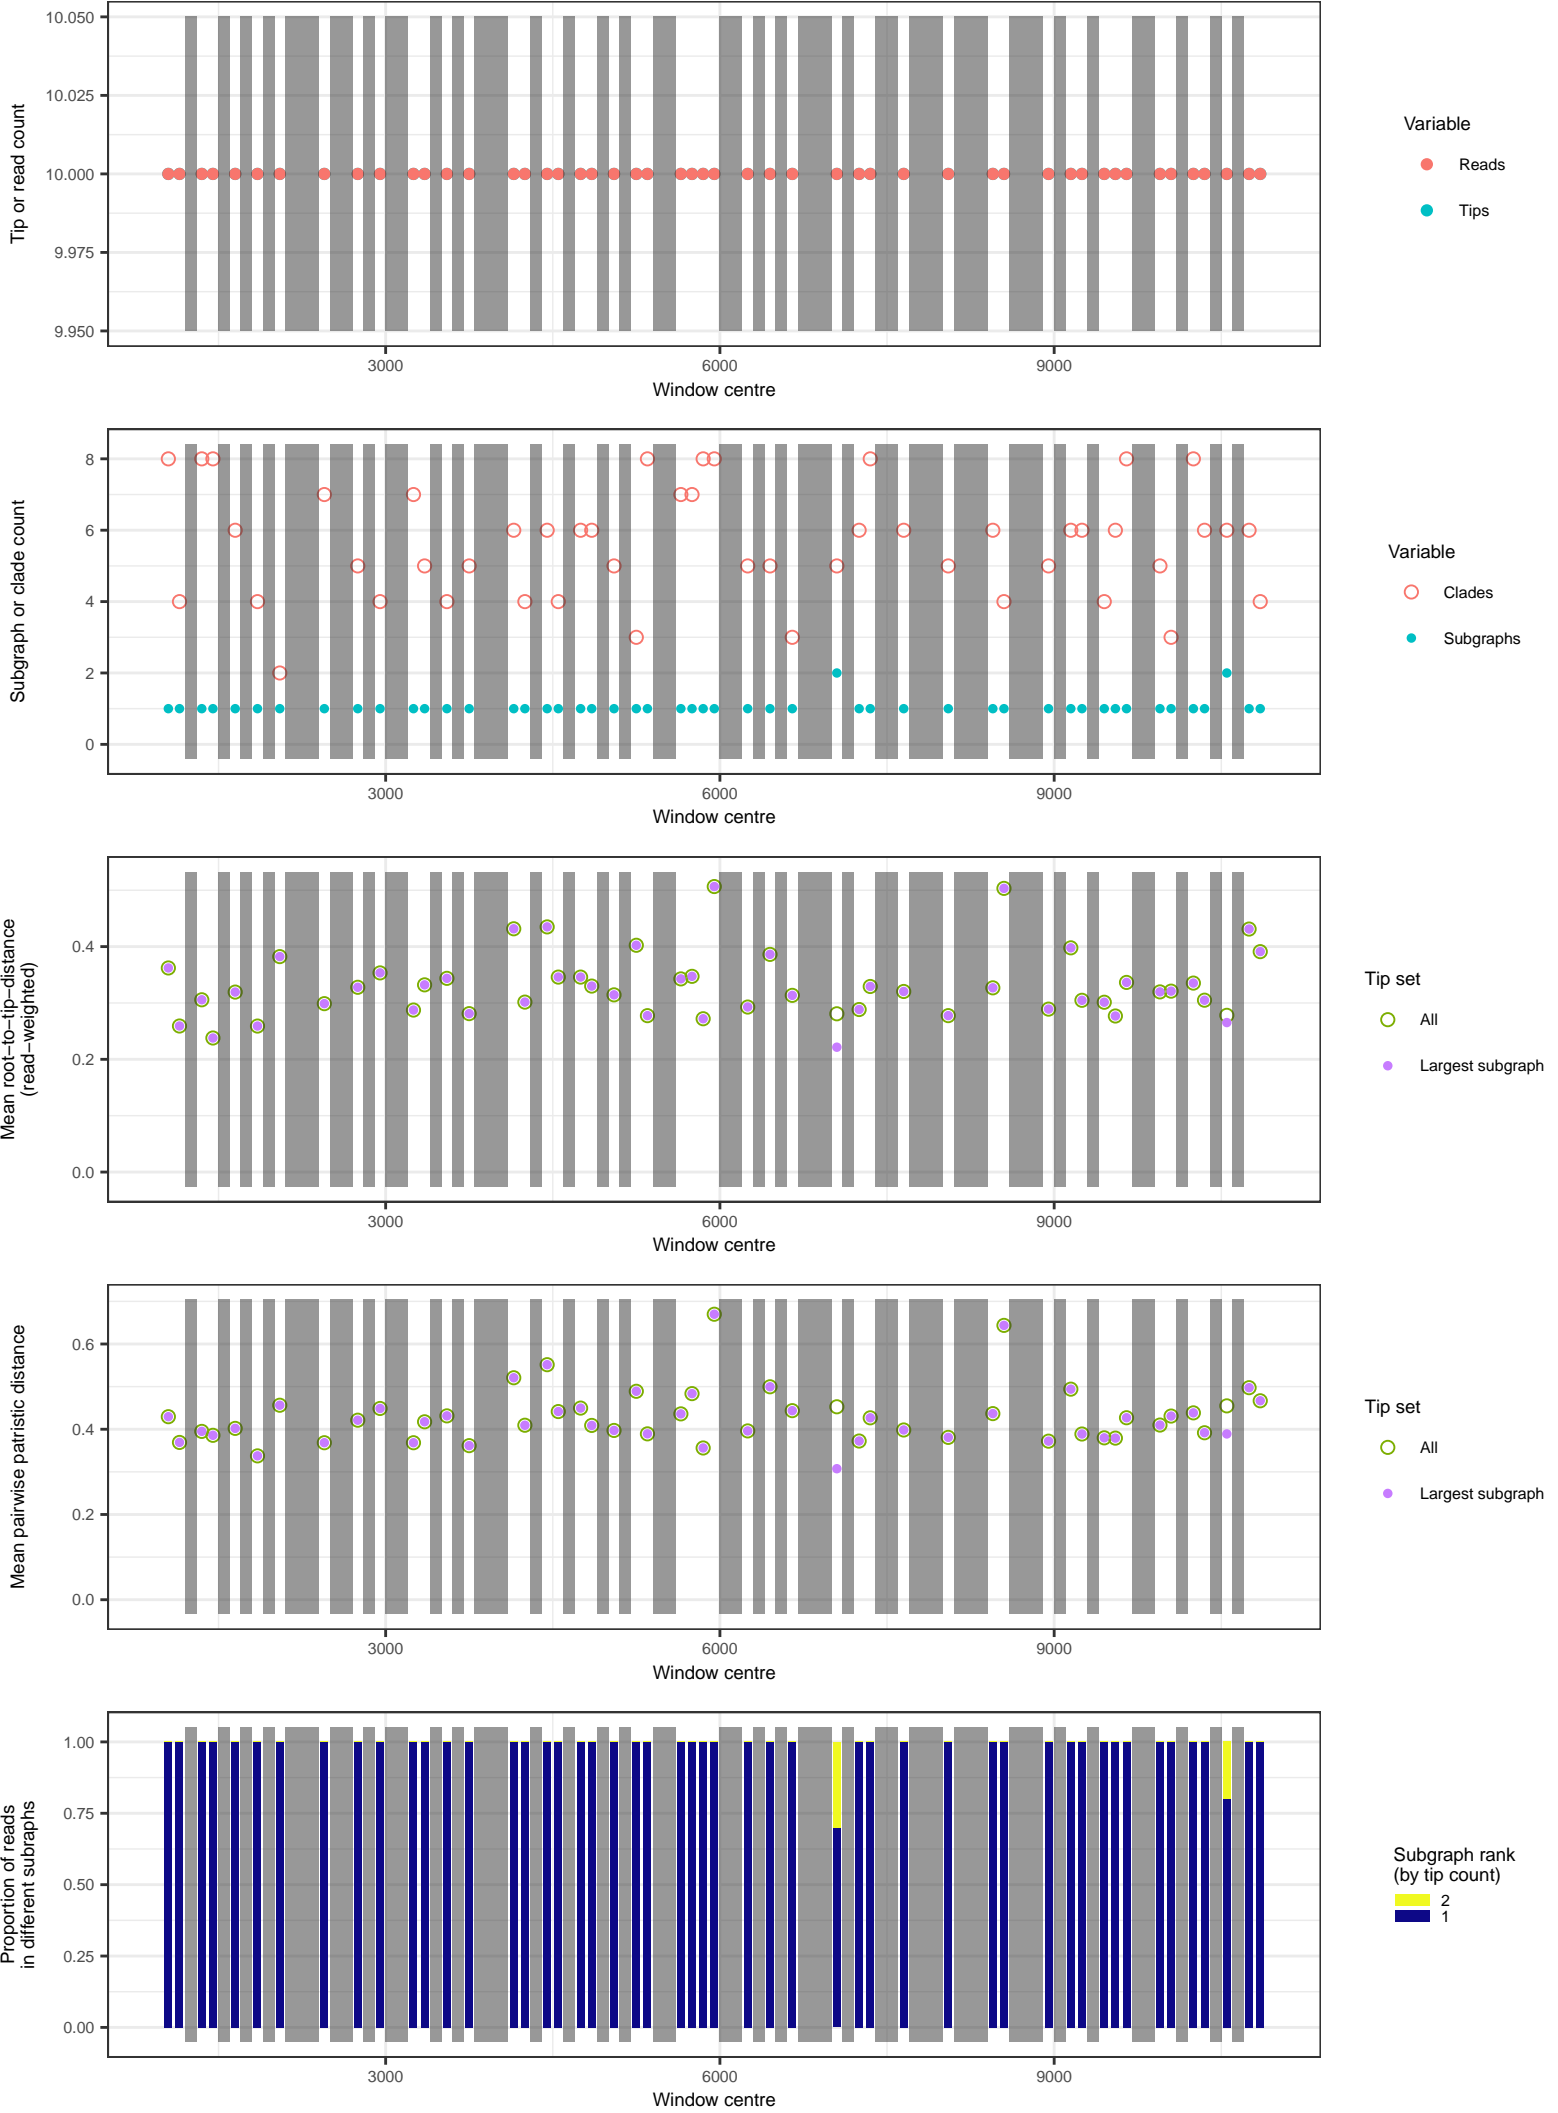 10.050
10.025
10.000
9.975
9.950
Tip or read count
3000
6000
9000
Window centre
Variable
Reads
Tips
8
6
4
2
0
Subgraph or clade count
3000
6000
9000
Window centre
Variable
Clades
Subgraphs
0.4
0.2
0.0
Mean root−to−tip−distance
(read−weighted)
3000
6000
9000
Window centre
Tip set
All
Largest subgraph
0.6
0.4
0.2
0.0
Mean pairwise patristic distance
3000
6000
9000
Window centre
Tip set
All
Largest subgraph
1.00
0.75
0.50
0.25
0.00
Proportion of reads
in different subraphs
3000
6000
9000
Window centre
Subgraph rank
(by tip count)
2
1